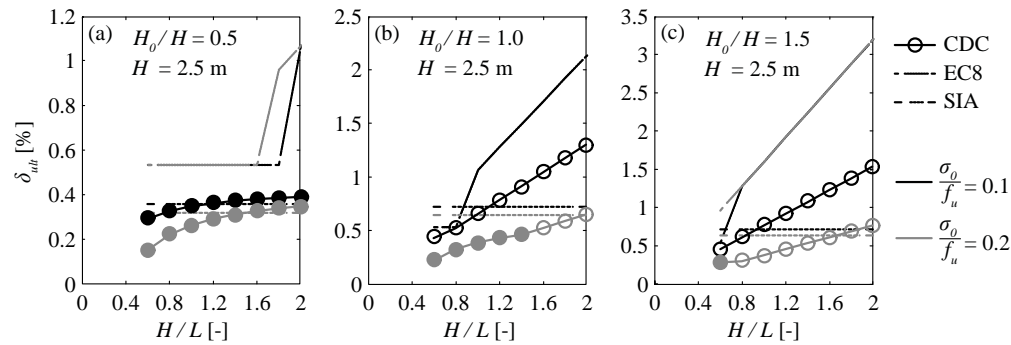 (a)
H0/H = 0.5
H = 2.5 m
1.2
1
0.8
0.6
0.4
0.2
0
0 0.4 0.8 1.2 1.6 2
H / L [-]
δult [%]
(b)
H0/H = 1.0
H = 2.5 m
2.5
2
1.5
1
0.5
0
0 0.4 0.8 1.2 1.6 2
H / L [-]
(c)
H0/H = 1.5
H = 2.5 m
3.5
3
2.5
2
1.5
1
0.5
0
0 0.4 0.8 1.2 1.6 2
H / L [-]
CDC
EC8
SIA
σ0/fu = 0.1
σ0/fu = 0.2